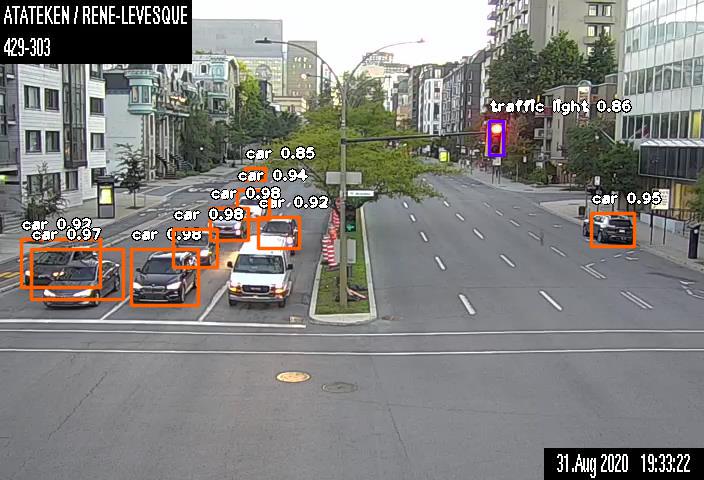 ATATEKEN / RENE-LEVESQUE
429-303
traffic light 0.86
car 0.85
car 0.94
car 0.98
car 0.92
car 0.98
car 0.95
car 0.92
car 0.97
car 0.98
31.Aug 2020 19:33:22